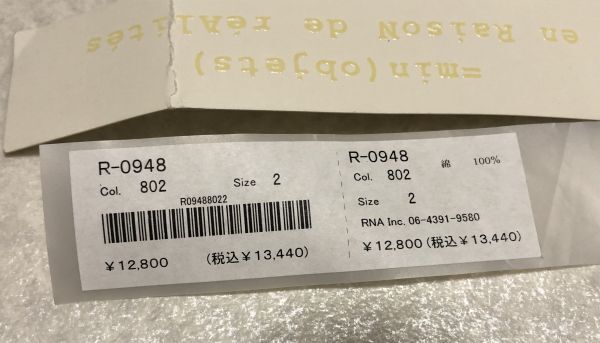 en RaisoN de réAlités
=min(objets)
R-0948
Col. 802 Size 2
R09488022
¥12,800 (税込¥13,440)
R-0948 綿 100%
Col. 802
Size 2
RNA Inc. 06-4391-9580
¥12,800(税込¥13,440)